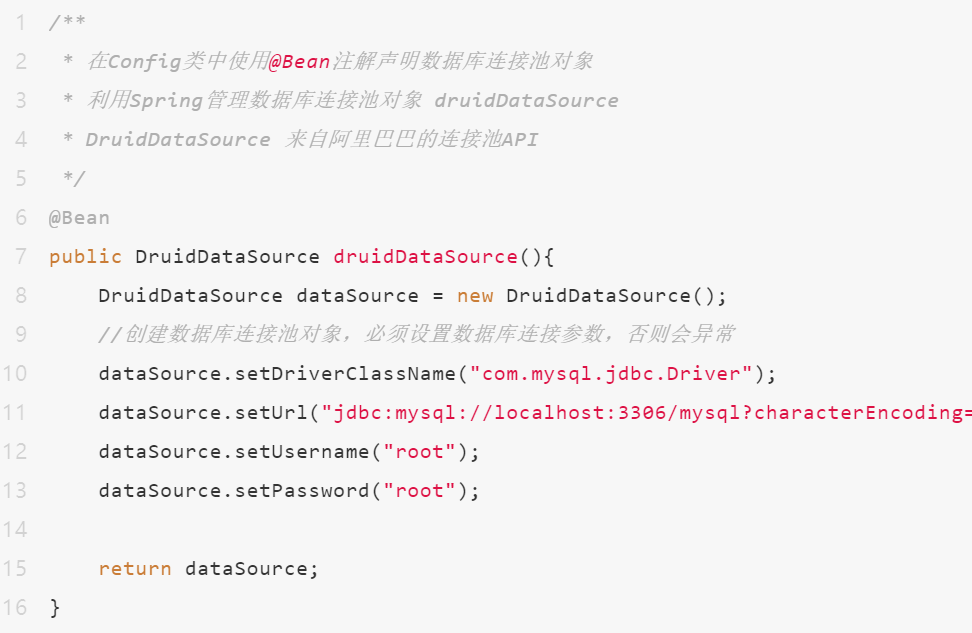 1 /**
2  * 在Config类中使用@Bean注解声明数据库连接池对象
3  * 利用Spring管理数据库连接池对象 druidDataSource
4  * DruidDataSource 来自阿里巴巴的连接池API
5  */
6 @Bean
7 public DruidDataSource druidDataSource(){
8     DruidDataSource dataSource = new DruidDataSource();
9     //创建数据库连接池对象，必须设置数据库连接参数，否则会异常
10     dataSource.setDriverClassName("com.mysql.jdbc.Driver");
11     dataSource.setUrl("jdbc:mysql://localhost:3306/mysql?characterEncoding=
12     dataSource.setUsername("root");
13     dataSource.setPassword("root");
14
15     return dataSource;
16 }